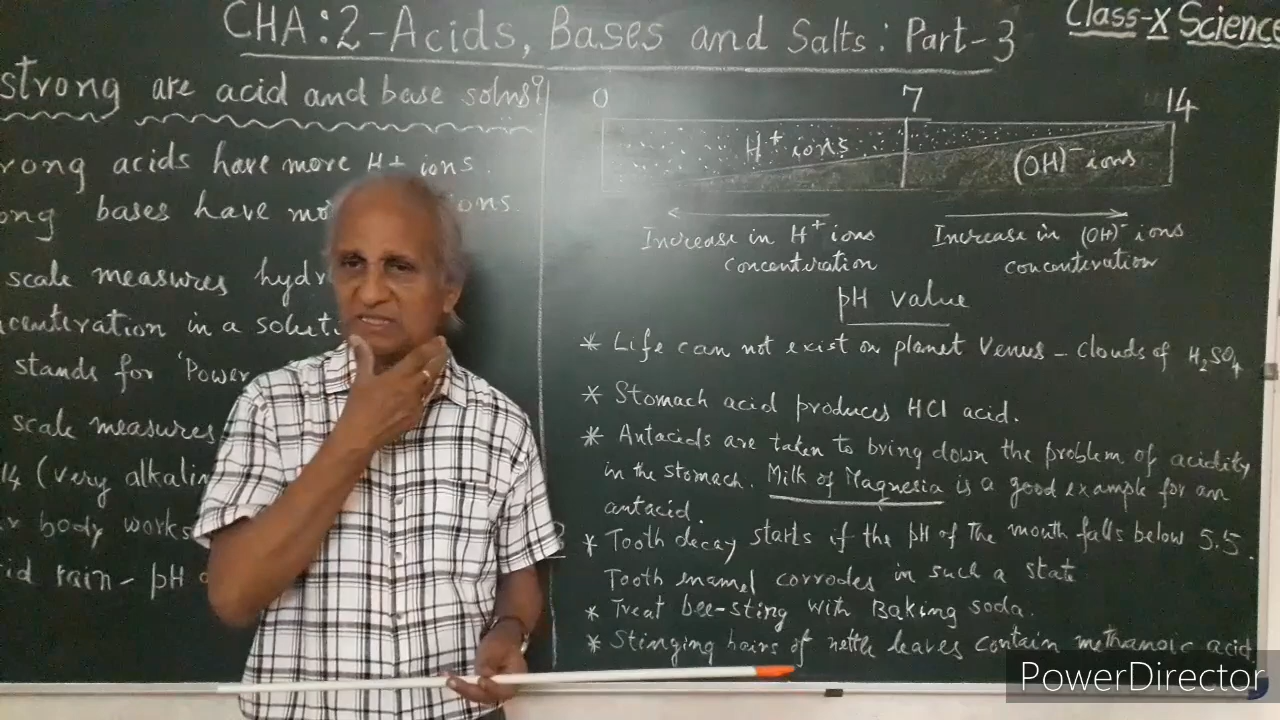 CHA:2-Acids, Bases and Salts: Part-3
Class-X Science
strong are acid and base solns?
rong acids have more H+ ions.
ong bases have mo ions.
scale measures hydr
centeration in a soluti
stands for 'Power
scale measures
14 (very alkalin
r body works
id rain - pH
0 7 14
H+ ions
(OH)- ions
Increase in H+ ions
concenteration
Increase in (OH)- ions
concenteration
pH value
* Life can not exist on planet Venus - clouds of H2SO4
* Stomach acid produces HCl acid.
* Antacids are taken to bring down the problem of acidity
in the stomach. Milk of Magnesia is a good example for an
antacid.
* Tooth decay starts if the pH of the mouth falls below 5.5.
Tooth enamel corrodes in such a state
* Treat bee-sting with Baking soda.
* Stinging hairs of nettle leaves contain methanoic acid.
PowerDirector